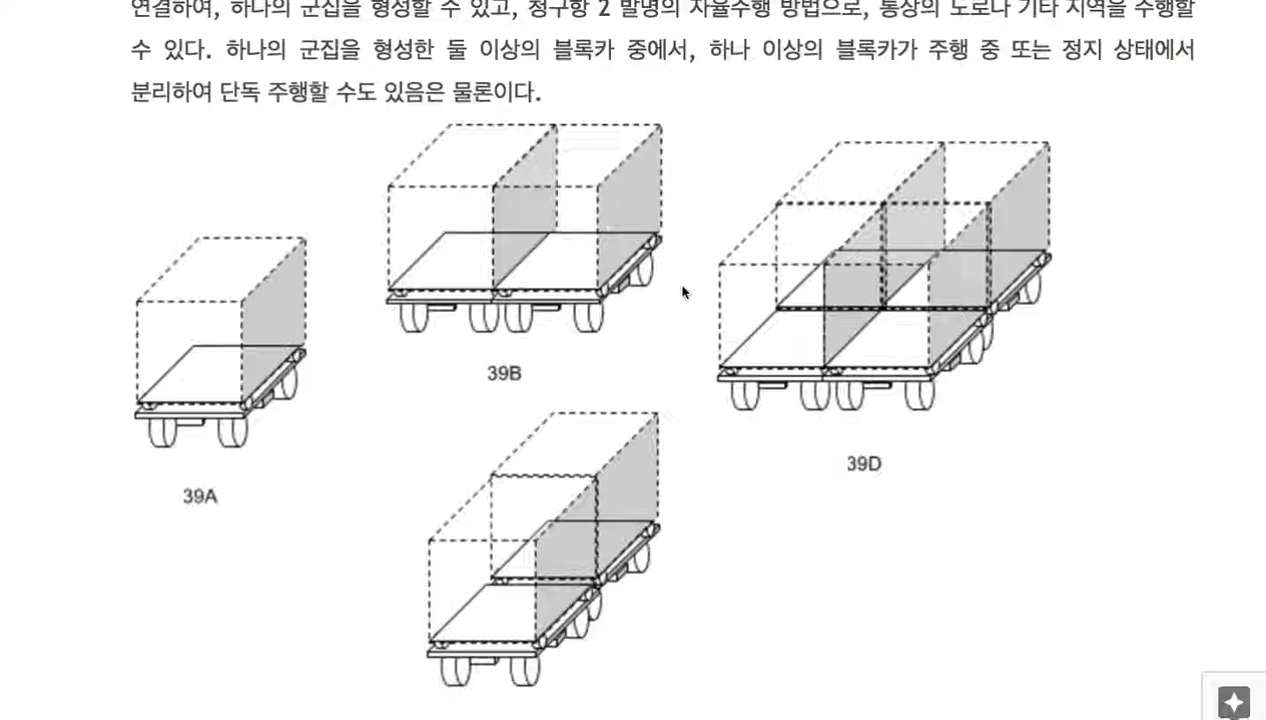 연결하여, 하나의 군집을 형성할 수 있고, 청구항 2 발명의 자율주행 방법으로, 통상의 도로나 기타 지역을 주행할
수 있다. 하나의 군집을 형성한 둘 이상의 블록카 중에서, 하나 이상의 블록카가 주행 중 또는 정지 상태에서
분리하여 단독 주행할 수도 있음은 물론이다.
39B
39D
39A